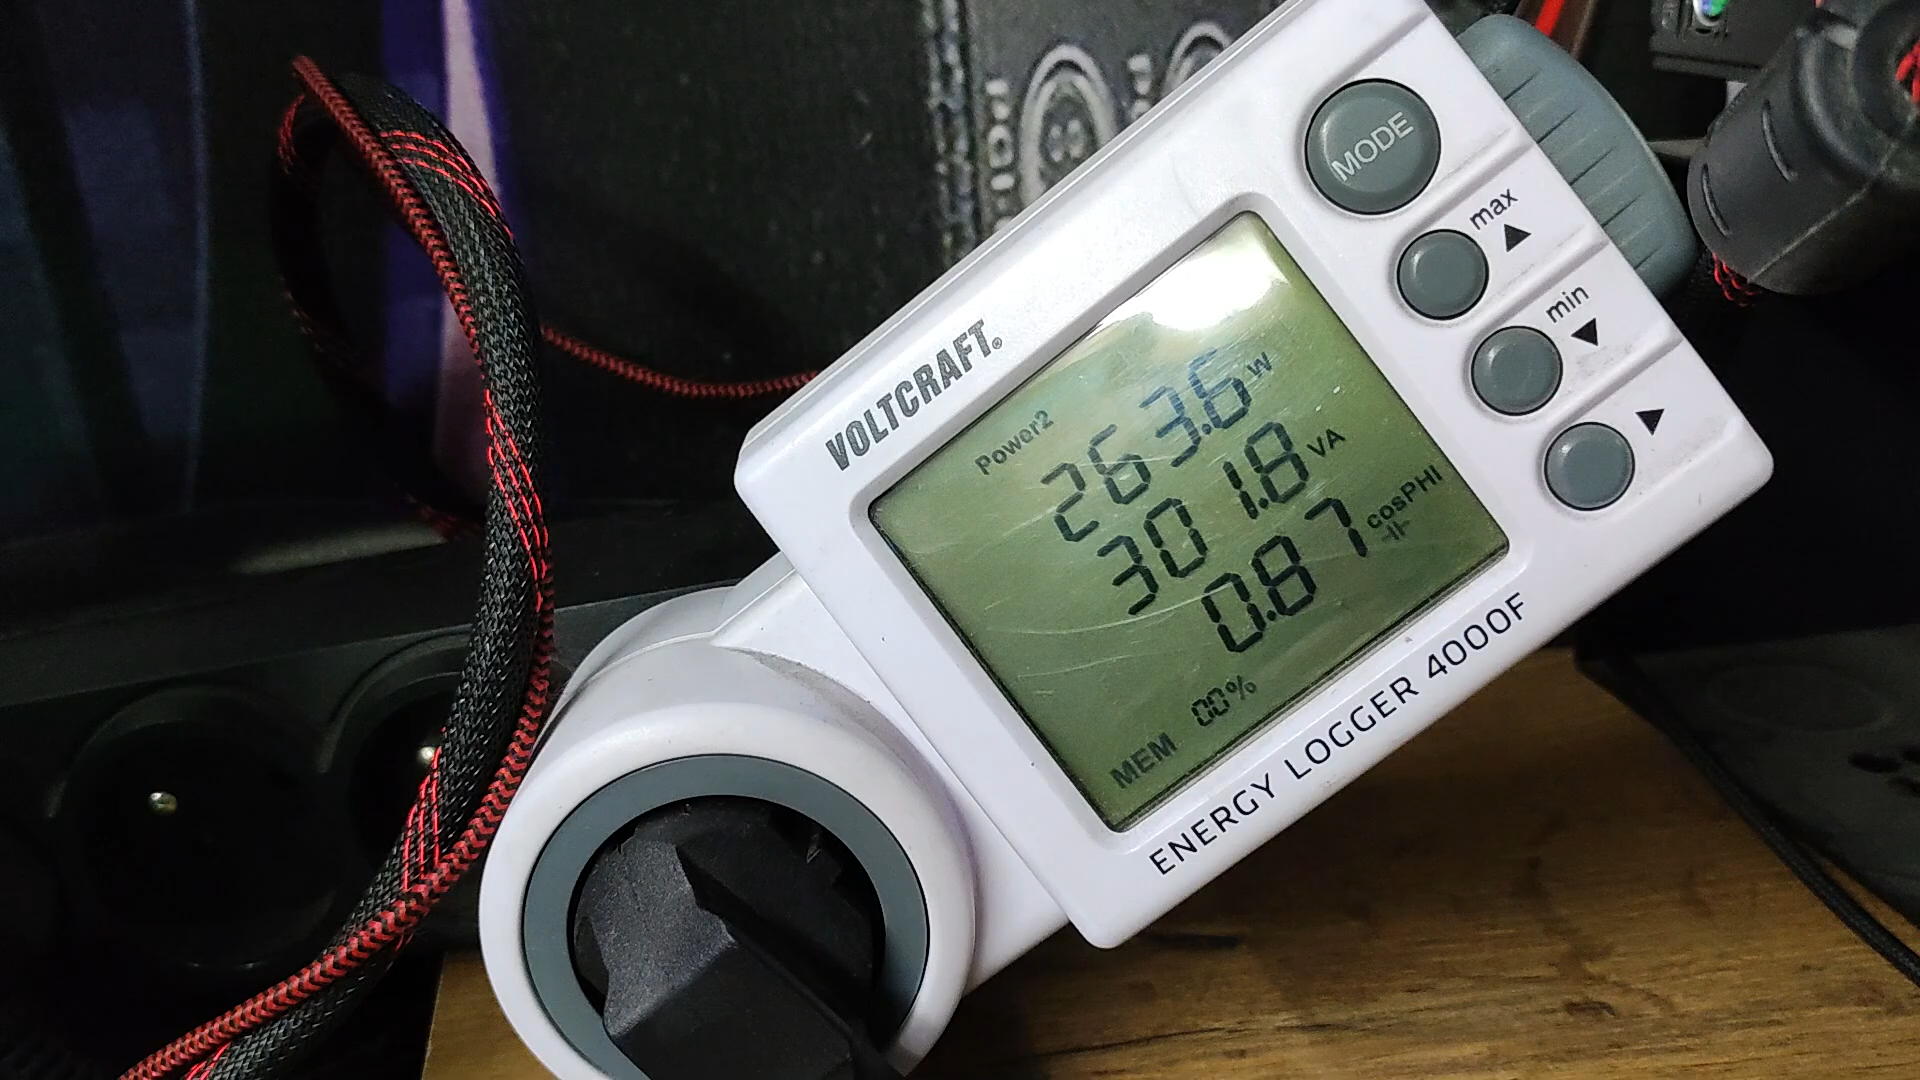 MODE
max ▲
min ▼
▶
VOLTCRAFT®
Power2
263.6 W
301.8 VA
0.87 cosPHI
MEM 00%
ENERGY LOGGER 4000F